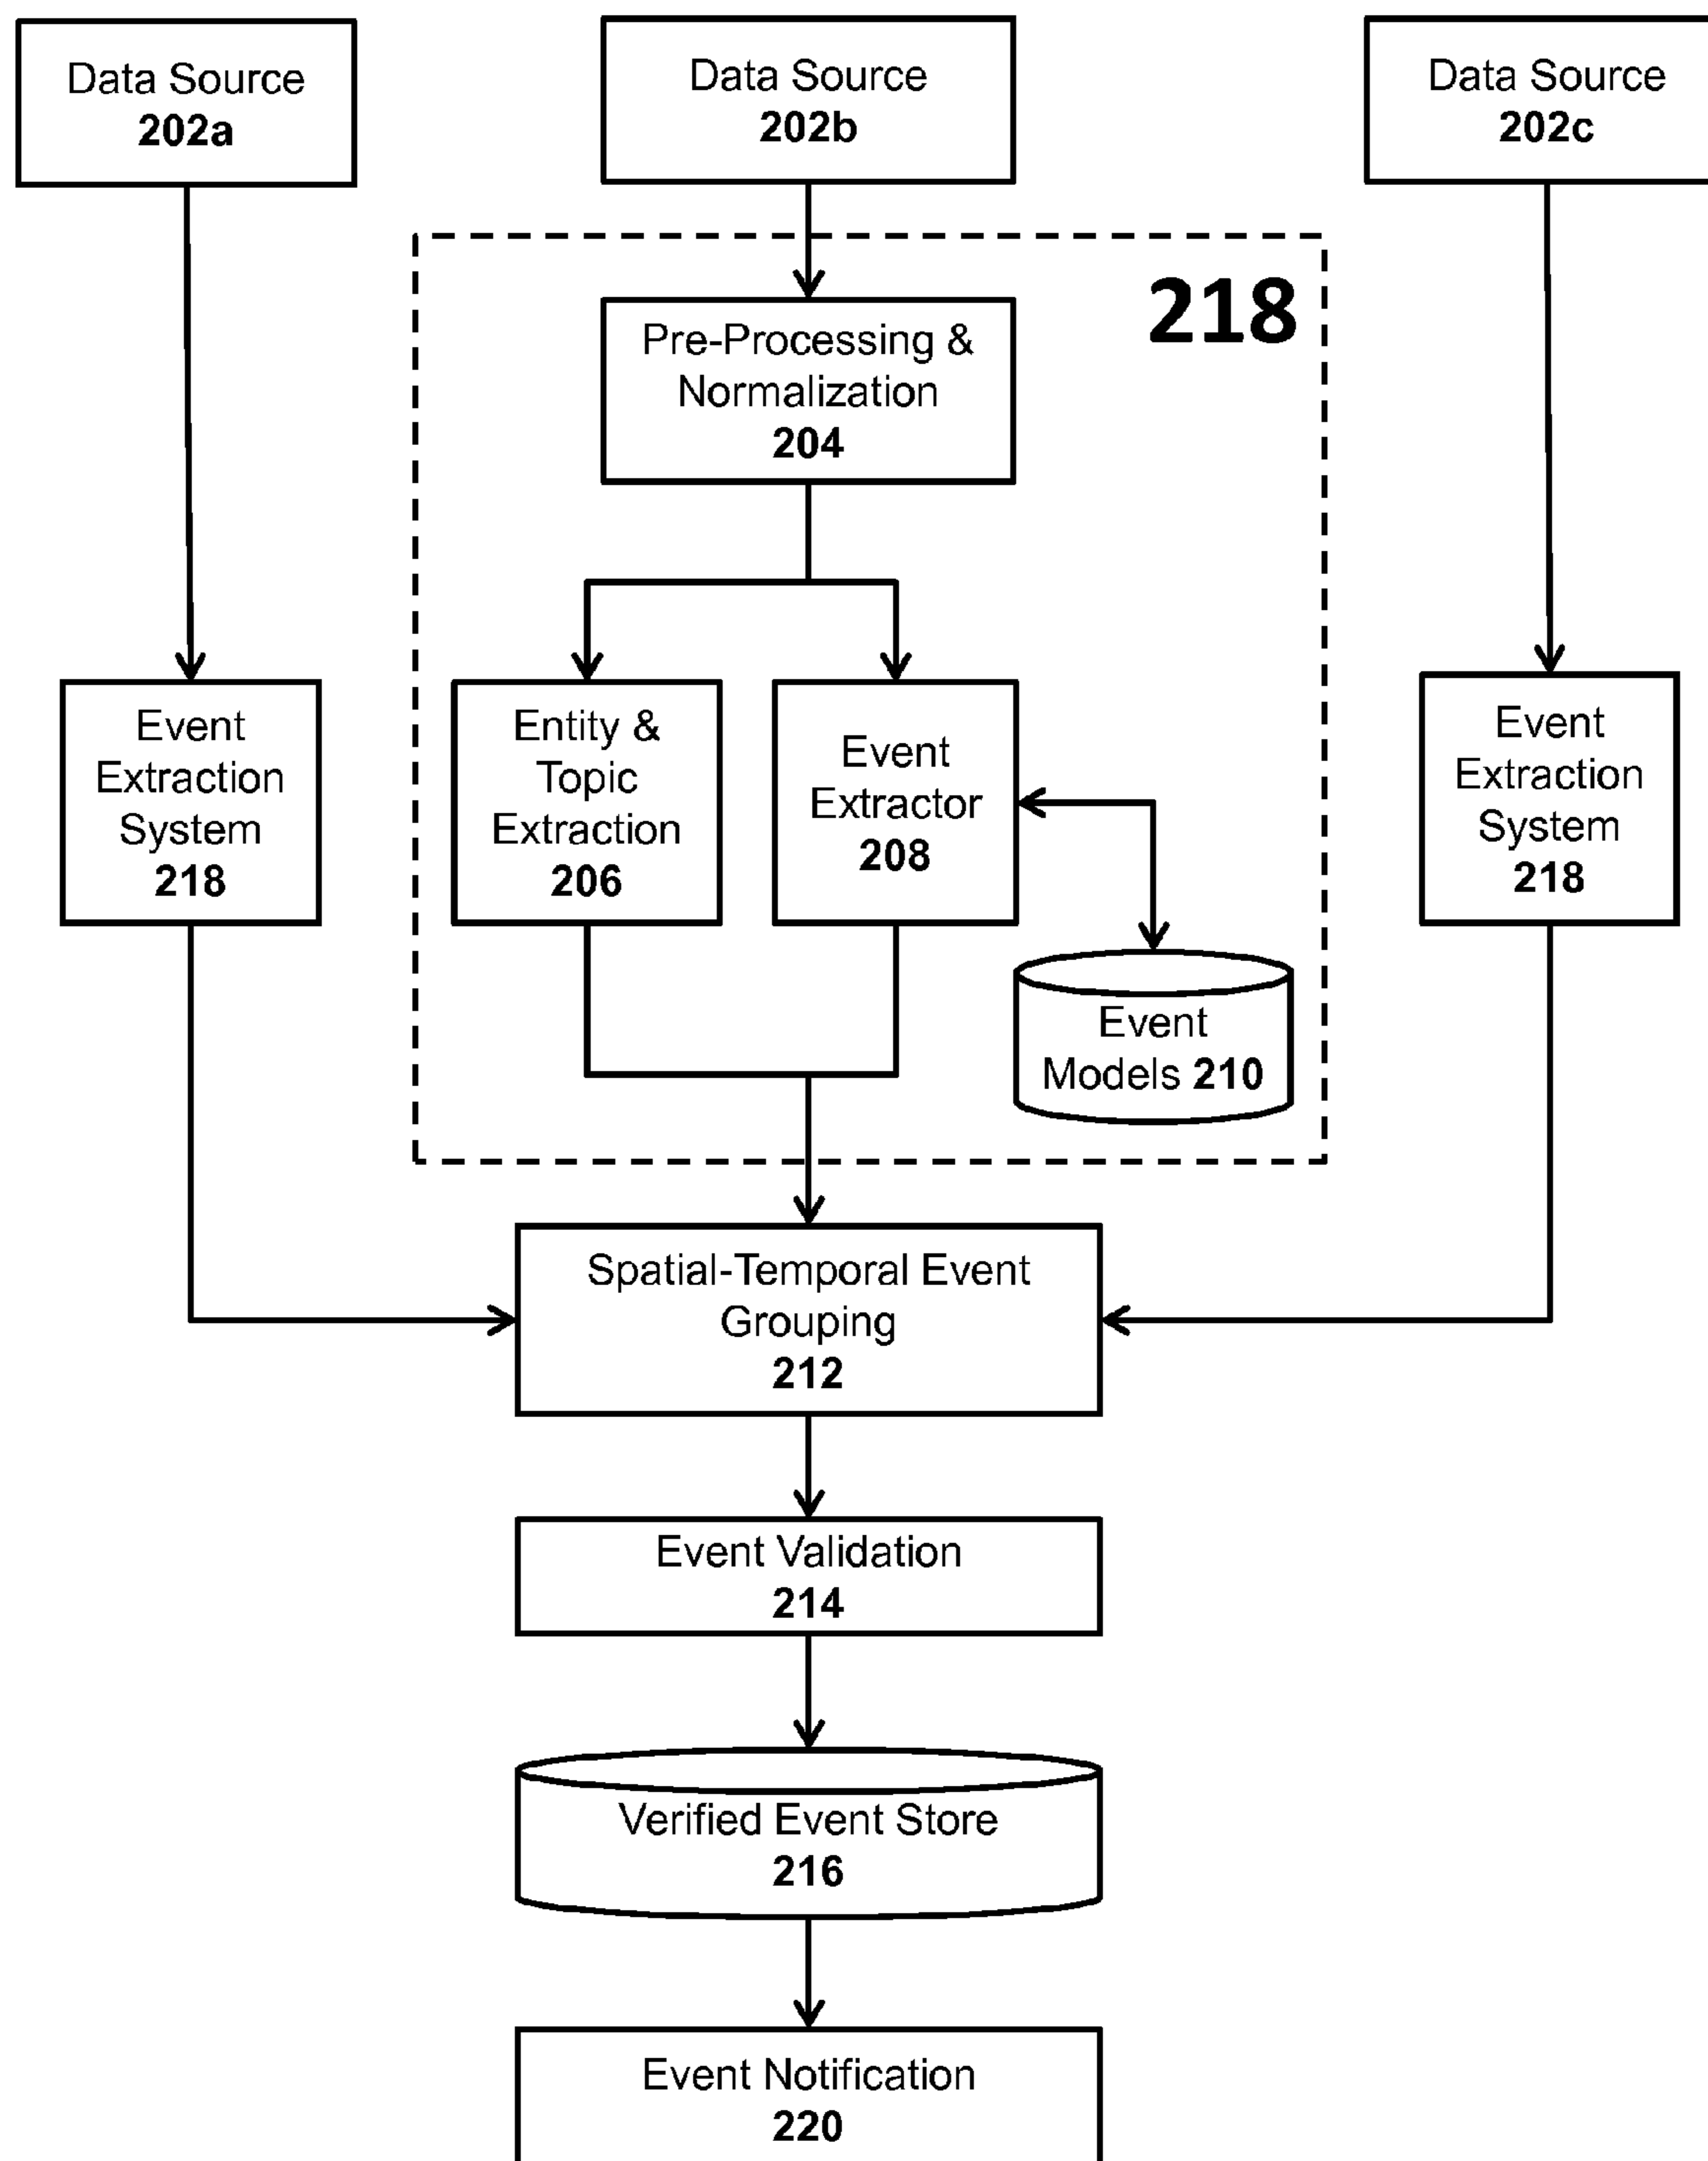 Data Source
202a
Data Source
202b
Data Source
202c
218
Pre-Processing &
Normalization
204
Event
Extraction
System
218
Entity &
Topic
Extraction
206
Event
Extractor
208
Event
Extraction
System
218
Event
Models 210
Spatial-Temporal Event
Grouping
212
Event Validation
214
Verified Event Store
216
Event Notification
220